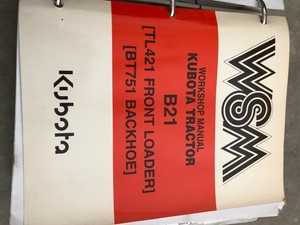 WSM
WORKSHOP MANUAL
KUBOTA TRACTOR
B21
[TL421 FRONT LOADER]
[BT751 BACKHOE]
Kubota